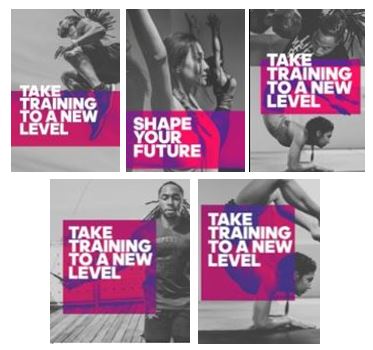 TAKE
TRAINING
TO A NEW
LEVEL
SHAPE
YOUR
FUTURE
TAKE
TRAINING
TO A NEW
LEVEL
TAKE
TRAINING
TO A NEW
LEVEL
TAKE
TRAINING
TO A NEW
LEVEL